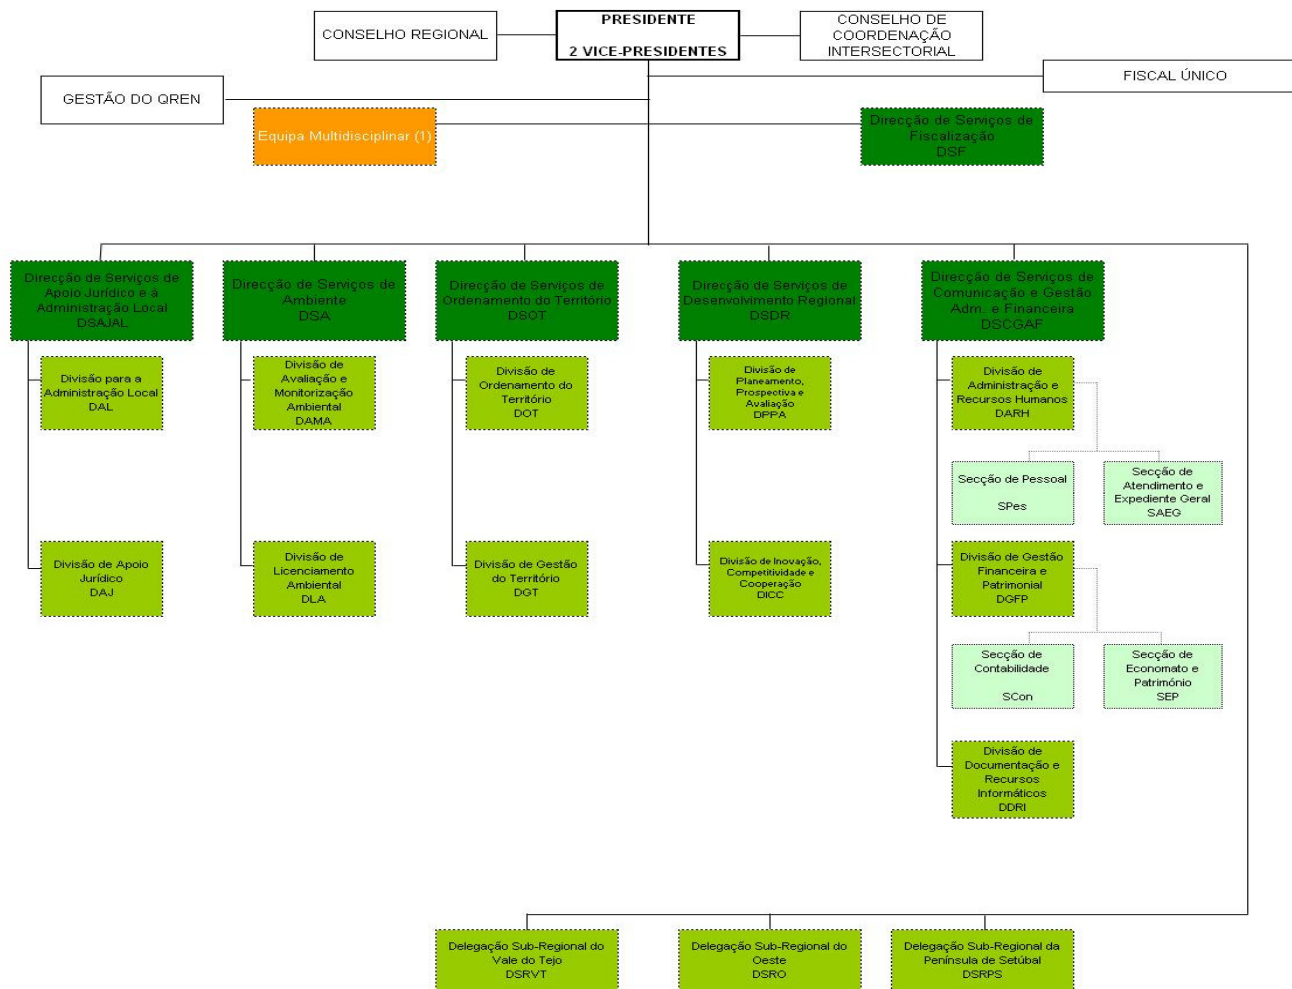 CONSELHO REGIONAL
PRESIDENTE
2 VICE-PRESIDENTES
CONSELHO DE
COORDENAÇÃO
INTERSECTORIAL
GESTÃO DO QREN
FISCAL ÚNICO
Equipa Multidisciplinar (1)
Direcção de Serviços de
Fiscalização
DSF
Direcção de Serviços de
Apoio Jurídico e à
Administração Local
DSAJAL
Direcção de Serviços de
Ambiente
DSA
Direcção de Serviços de
Ordenamento do Território
DSOT
Direcção de Serviços de
Desenvolvimento Regional
DSDR
Direcção de Serviços de
Comunicação e Gestão
Adm. e Financeira
DSCGAF
Divisão para a
Administração Local
DAL
Divisão de
Avaliação e
Monitorização
Ambiental
DAMA
Divisão de
Ordenamento do
Território
DOT
Divisão de
Planeamento,
Prospectiva e
Avaliação
DPPA
Divisão de
Administração e
Recursos Humanos
DARH
Secção de Pessoal
SPes
Secção de
Atendimento e
Expediente Geral
SAEG
Divisão de Apoio
Jurídico
DAJ
Divisão de
Licenciamento
Ambiental
DLA
Divisão de Gestão
do Território
DGT
Divisão de Inovação,
Competitividade e
Cooperação
DICC
Divisão de Gestão
Financeira e
Patrimonial
DGFP
Secção de
Contabilidade
SCon
Secção de
Economato e
Património
SEP
Divisão de
Documentação e
Recursos
Informáticos
DDRI
Delegação Sub-Regional do
Vale do Tejo
DSRVT
Delegação Sub-Regional do
Oeste
DSRO
Delegação Sub-Regional da
Península de Setúbal
DSRPS